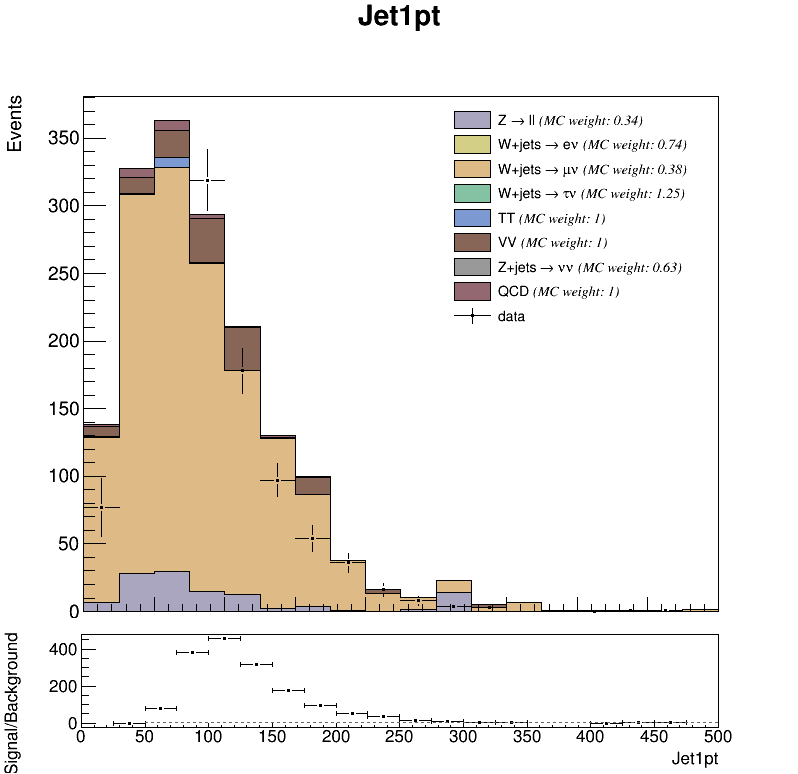 Jet1pt
Events
350
300
250
200
150
100
50
0
Z → ll (MC weight: 0.34)
W+jets → eν (MC weight: 0.74)
W+jets → μν (MC weight: 0.38)
W+jets → τν (MC weight: 1.25)
TT (MC weight: 1)
VV (MC weight: 1)
Z+jets → νν (MC weight: 0.63)
QCD (MC weight: 1)
data
Signal/Background
400
200
0
0 50 100 150 200 250 300 350 400 450 500
Jet1pt